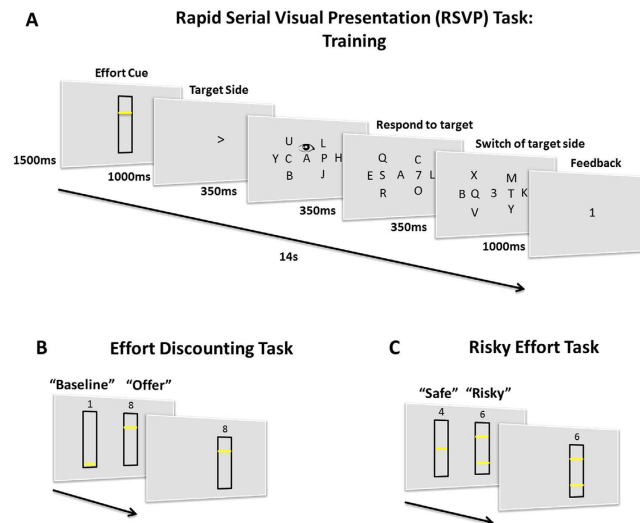 A
Rapid Serial Visual Presentation (RSVP) Task:
Training
Effort Cue
1500ms
Target Side
>
1000ms
U L
Y C A P H
B J
350ms
Respond to target
Q C
E S A 7 L
R O
350ms
Switch of target side
X M
B Q 3 T K
V Y
350ms
Feedback
1
1000ms
14s
B
Effort Discounting Task
“Baseline” “Offer”
1 8
8
C
Risky Effort Task
“Safe” “Risky”
4 6
6